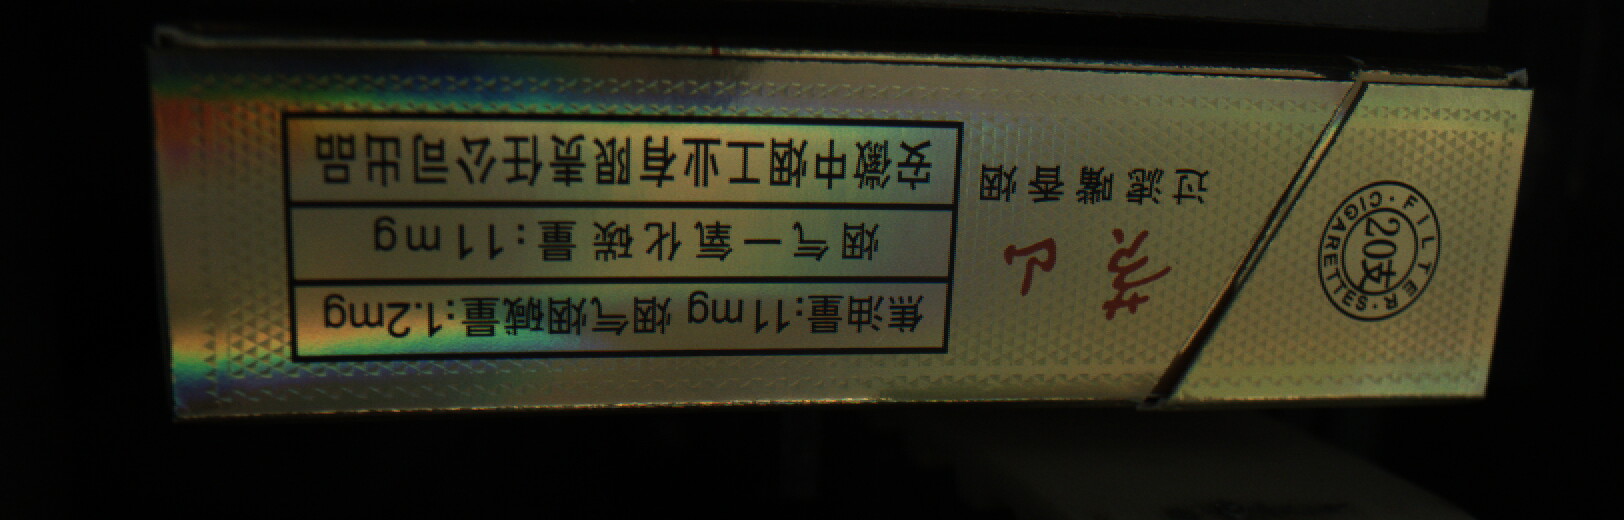 FILTER · CIGARETTES ·
20支
黄山
过滤嘴香烟
焦油量:11mg 烟气烟碱量:1.2mg
烟气一氧化碳量:11mg
安徽中烟工业有限责任公司出品